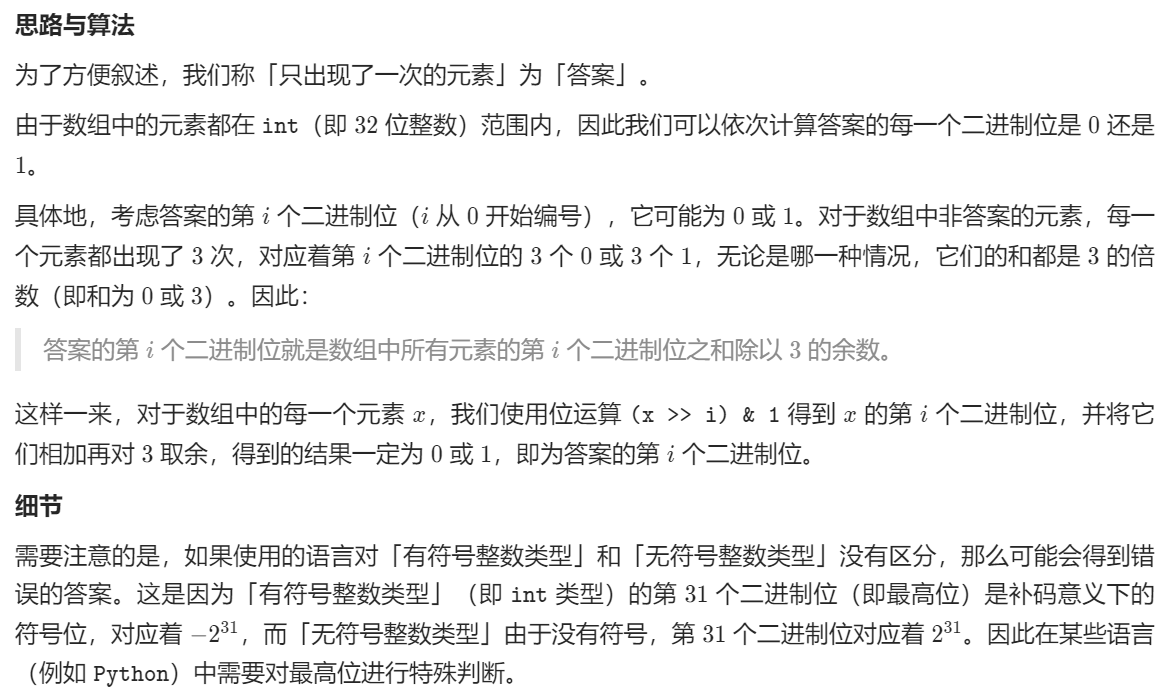 思路与算法
为了方便叙述，我们称「只出现了一次的元素」为「答案」。
由于数组中的元素都在 int（即 32 位整数）范围内，因此我们可以依次计算答案的每一个二进制位是 0 还是
1。
具体地，考虑答案的第 i 个二进制位（i 从 0 开始编号），它可能为 0 或 1。对于数组中非答案的元素，每一
个元素都出现了 3 次，对应着第 i 个二进制位的 3 个 0 或 3 个 1，无论是哪一种情况，它们的和都是 3 的倍
数（即和为 0 或 3）。因此：
答案的第 i 个二进制位就是数组中所有元素的第 i 个二进制位之和除以 3 的余数。
这样一来，对于数组中的每一个元素 x，我们使用位运算 (x >> i) & 1 得到 x 的第 i 个二进制位，并将它
们相加再对 3 取余，得到的结果一定为 0 或 1，即为答案的第 i 个二进制位。
细节
需要注意的是，如果使用的语言对「有符号整数类型」和「无符号整数类型」没有区分，那么可能会得到错
误的答案。这是因为「有符号整数类型」（即 int 类型）的第 31 个二进制位（即最高位）是补码意义下的
符号位，对应着 −2³¹，而「无符号整数类型」由于没有符号，第 31 个二进制位对应着 2³¹。因此在某些语言
（例如 Python）中需要对最高位进行特殊判断。